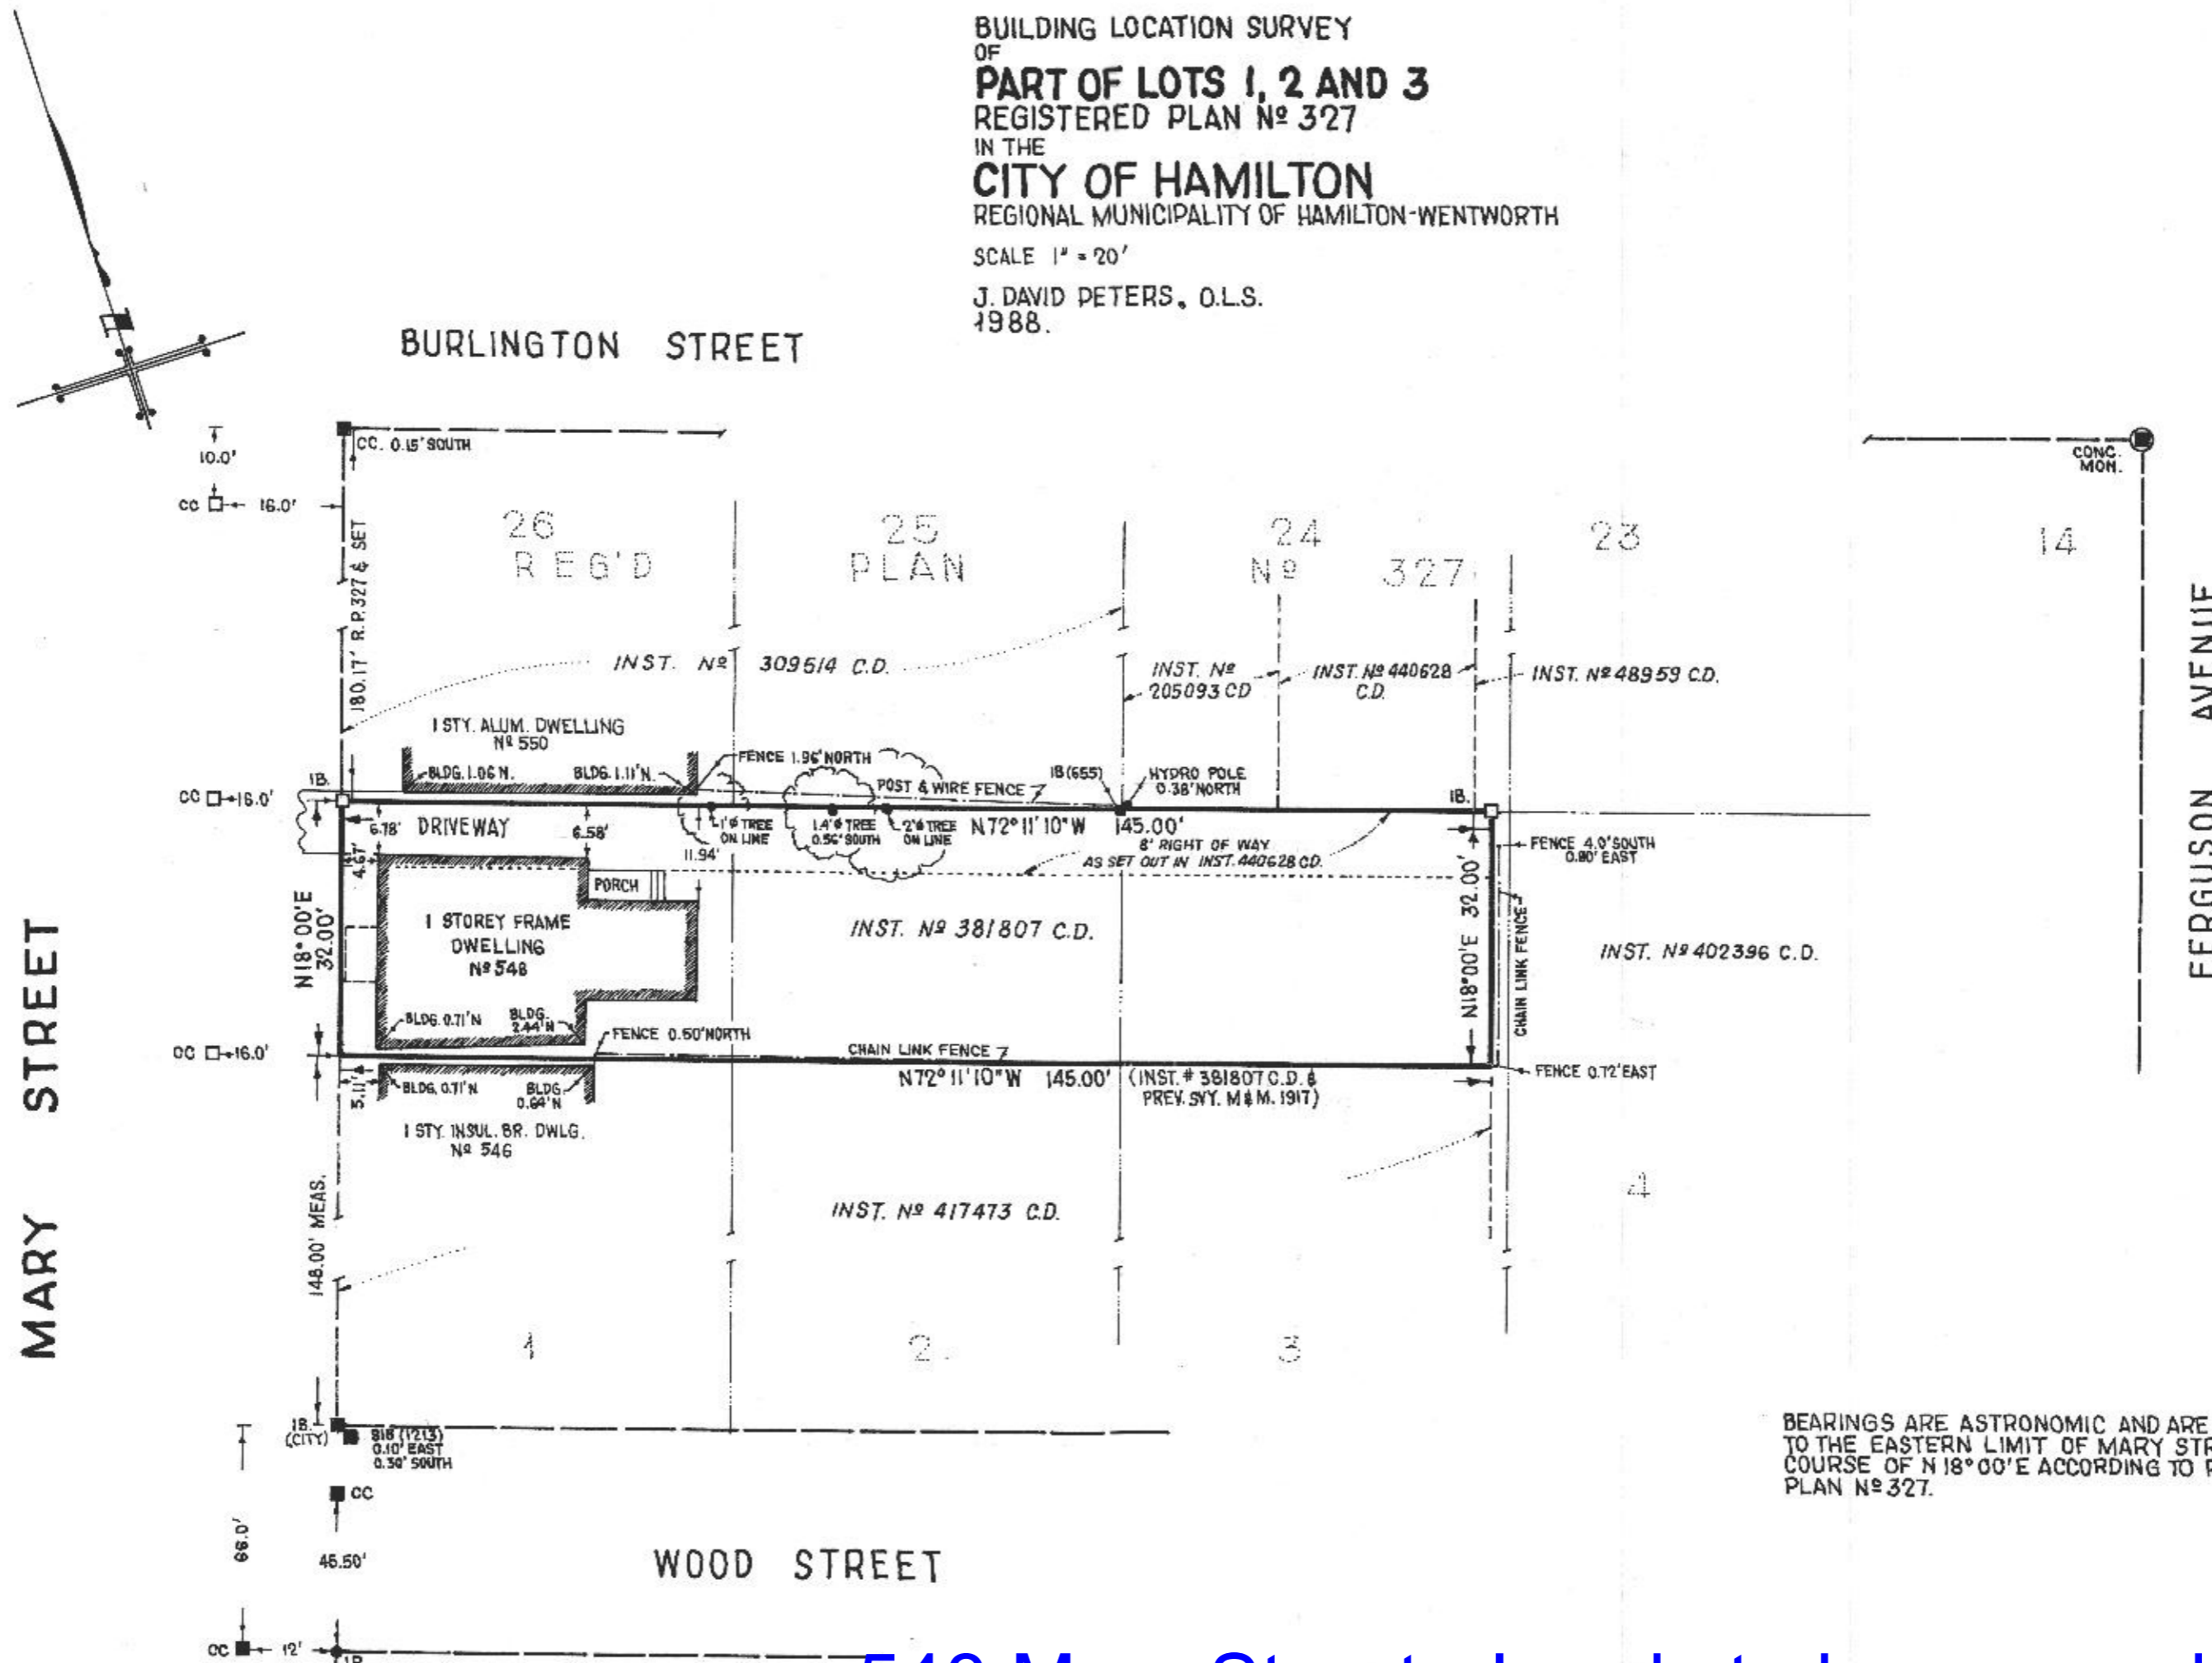 BUILDING LOCATION SURVEY
OF
PART OF LOTS 1, 2 AND 3
REGISTERED PLAN Nº 327
IN THE
CITY OF HAMILTON
REGIONAL MUNICIPALITY OF HAMILTON-WENTWORTH
SCALE 1" = 20'
J. DAVID PETERS, O.L.S.
1988.
BURLINGTON STREET
CC. 0.15' SOUTH
10.0'
CC
16.0'
CONC.
MON.
26
25
24
23
14
REG'D PLAN Nº 327
180.17' R.P. 327 & SET
FERGUSON AVENUE
INST. Nº 309514 C.D.
INST. Nº
205093 CD
INST. Nº 440628
C.D.
INST. Nº 48959 C.D.
1 STY. ALUM. DWELLING
Nº 550
BLDG. 1.06 N.
BLDG. 1.11' N.
FENCE 1.96' NORTH
POST & WIRE FENCE
IB (655)
HYDRO POLE
0.38' NORTH
IB.
IB.
CC
16.0'
6.78'
DRIVEWAY
6.58'
11.94'
1'ø TREE
ON LINE
1.4'ø TREE
0.56' SOUTH
2'ø TREE
ON LINE
N72°11'10"W 145.00'
8' RIGHT OF WAY
AS SET OUT IN INST. 440628 CD.
FENCE 4.0' SOUTH
0.80' EAST
4.67'
PORCH
N18°00'E
32.00'
1 STOREY FRAME
DWELLING
Nº 548
INST. Nº 381807 C.D.
N18°00'E 32.00'
CHAIN LINK FENCE
INST. Nº 402396 C.D.
BLDG. 0.71' N
BLDG.
2.44' N
FENCE 0.50' NORTH
CHAIN LINK FENCE
CC
16.0'
N72°11'10"W 145.00' (INST. # 381807 C.D. &
PREV. SVY. M & M. 1917)
FENCE 0.72' EAST
BLDG. 0.71' N
BLDG.
0.64' N
1 STY. INSUL. BR. DWLG.
Nº 546
MARY STREET
148.00' MEAS.
INST. Nº 417473 C.D.
4
1
2
3
IB.
(CITY)
SIB (1213)
0.10' EAST
0.30' SOUTH
CC
66.0'
WOOD STREET
CC
12'
IB
BEARINGS ARE ASTRONOMIC AND ARE
TO THE EASTERN LIMIT OF MARY
COURSE OF N 18°00'E ACCORDING TO
PLAN Nº 327.